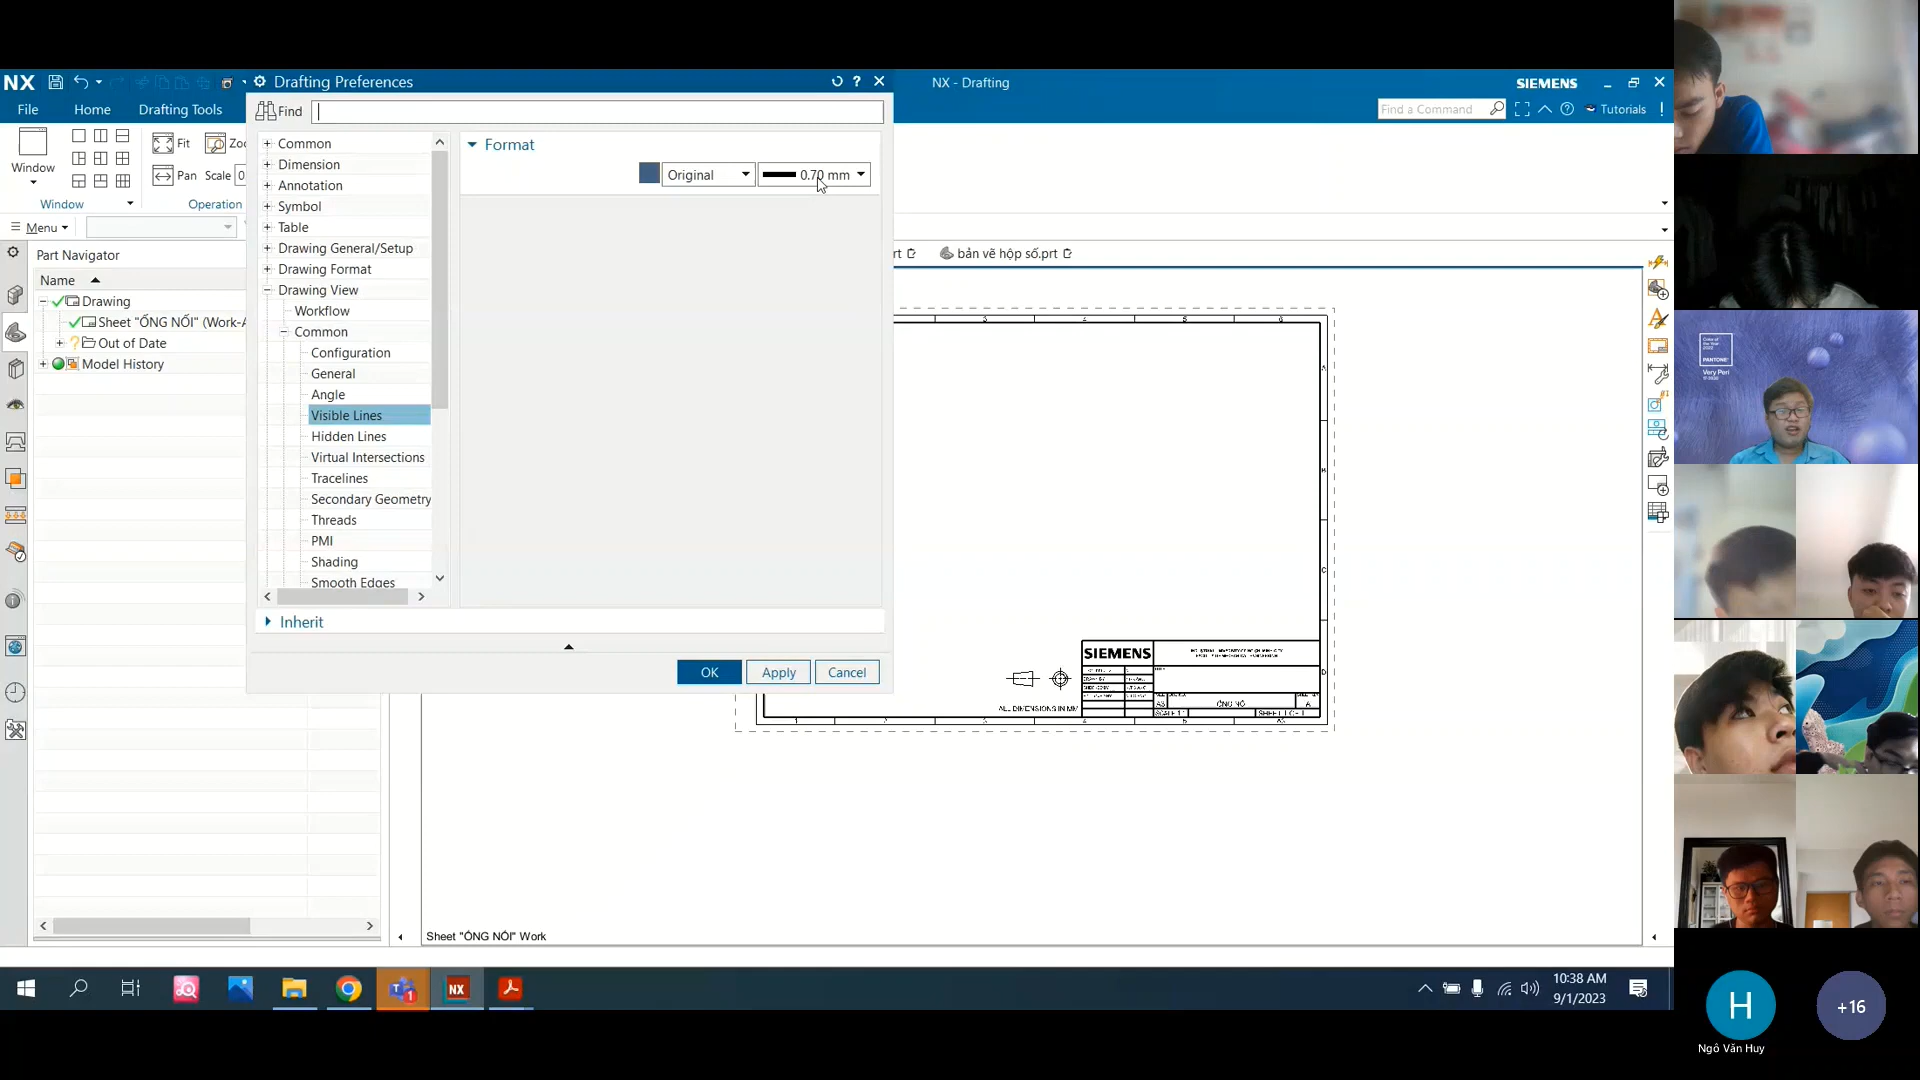 NX
Drafting Preferences
NX - Drafting
SIEMENS
File
Home
Drafting Tools
Find
Find a Command
Tutorials
Window
Fit
Pan
Scale
Window
Operation
Menu
Part Navigator
Name
Drawing
Sheet "ỐNG NỐI" (Work-A
Out of Date
Model History
Common
Dimension
Annotation
Symbol
Table
Drawing General/Setup
Drawing Format
Drawing View
Workflow
Common
Configuration
General
Angle
Visible Lines
Hidden Lines
Virtual Intersections
Tracelines
Secondary Geometry
Threads
PMI
Shading
Smooth Edges
Format
Original
0.70 mm
Inherit
OK
Apply
Cancel
rt
bản vẽ hộp số.prt
SIEMENS
ALL DIMENSIONS IN MM
Sheet "ỐNG NỐI" Work
10:38 AM
9/1/2023
PANTONE
Very Peri
H
+16
Ngô Văn Huy